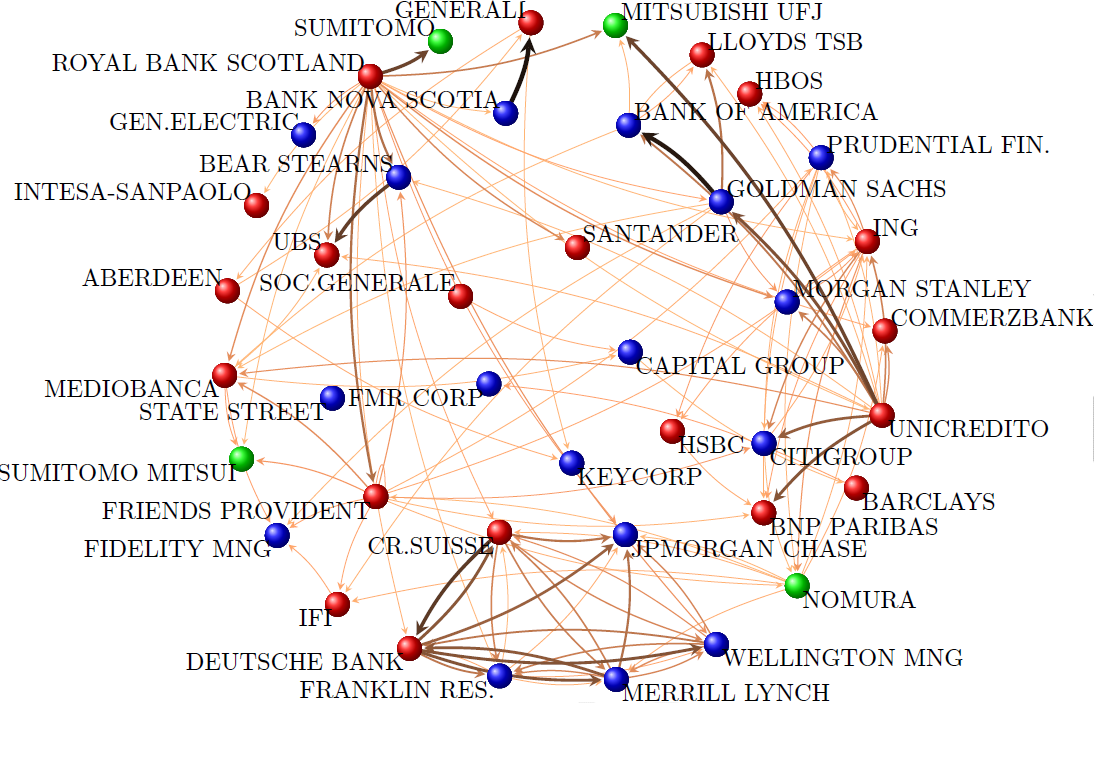 GENERALI
MITSUBISHI UFJ
SUMITOMO
LLOYDS TSB
ROYAL BANK SCOTLAND
HBOS
BANK NOVA SCOTIA
BANK OF AMERICA
GEN.ELECTRIC
PRUDENTIAL FIN.
BEAR STEARNS
INTESA-SANPAOLO
GOLDMAN SACHS
ING
UBS
SANTANDER
ABERDEEN
SOC.GENERALE
MORGAN STANLEY
COMMERZBANK
CAPITAL GROUP
MEDIOBANCA
FMR CORP
STATE STREET
UNICREDITO
HSBC
CITIGROUP
SUMITOMO MITSUI
KEYCORP
BARCLAYS
FRIENDS PROVIDENT
BNP PARIBAS
FIDELITY MNG
CR.SUISSE
JPMORGAN CHASE
NOMURA
IFI
DEUTSCHE BANK
WELLINGTON MNG
FRANKLIN RES.
MERRILL LYNCH